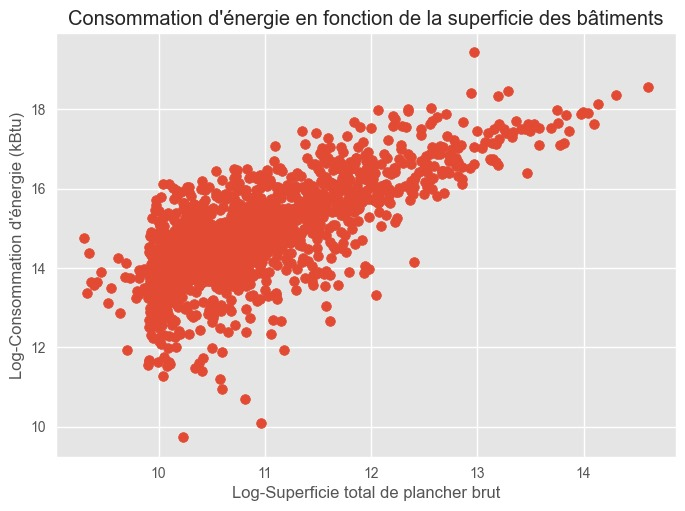 Consommation d'énergie en fonction de la superficie des bâtiments
Log-Consommation d'énergie (kBtu)
18
16
14
12
10
10 11 12 13 14
Log-Superficie total de plancher brut